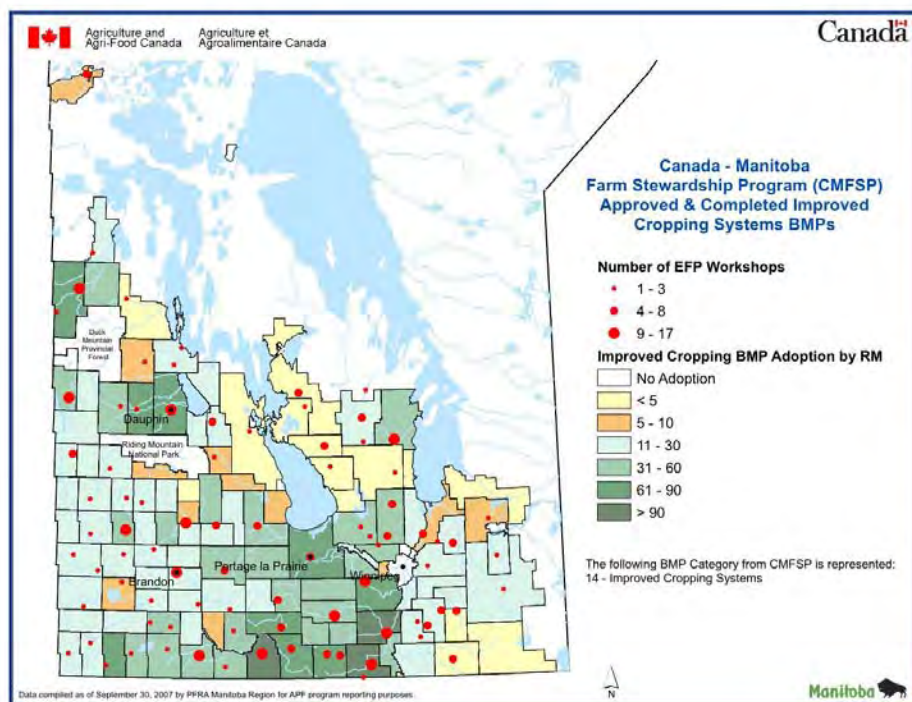 Agriculture and
Agri-Food Canada
Agriculture et
Agroalimentaire Canada
Canada
Canada - Manitoba
Farm Stewardship Program (CMFSP)
Approved & Completed Improved
Cropping Systems BMPs
Number of EFP Workshops
1 - 3
4 - 8
9 - 17
Improved Cropping BMP Adoption by RM
No Adoption
< 5
5 - 10
11 - 30
31 - 60
61 - 90
> 90
The following BMP Category from CMFSP is represented:
14 - Improved Cropping Systems
Duck
Mountain
Provincial
Forest
Dauphin
Riding Mountain
National Park
Portage la Prairie
Winnipeg
Brandon
N
Data compiled as of September 30, 2007 by PFRA Manitoba Region for APF program reporting purposes
Manitoba